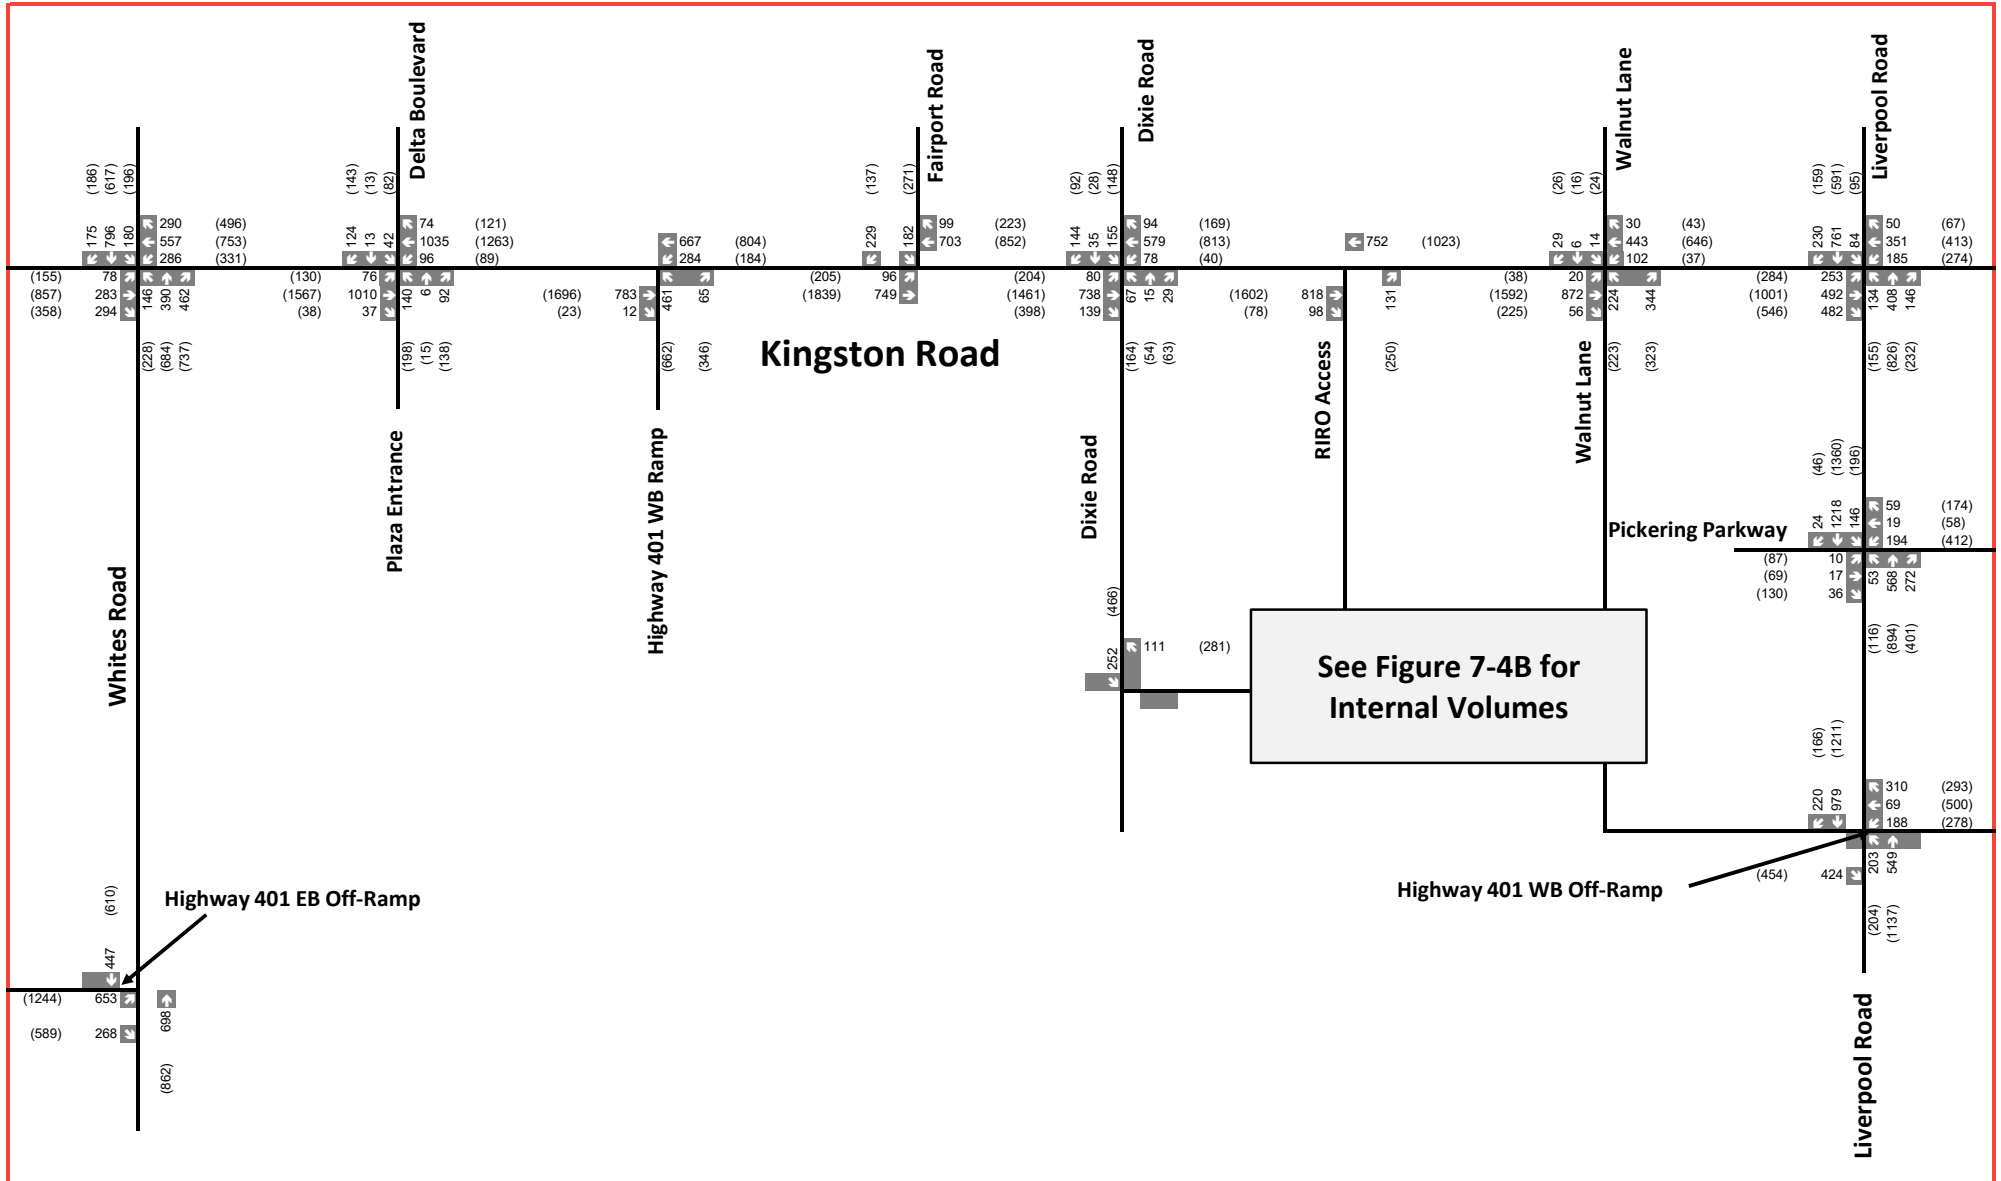 Delta Boulevard
Fairport Road
Dixie Road
Walnut Lane
Liverpool Road
(186) (617) (196)
175 796 180
290 (496)
557 (753)
286 (331)
(155) 78
(857) 283
(358) 294
146 390 462
(228) (684) (737)
(143) (13) (82)
124 13 42
74 (121)
1035 (1263)
96 (89)
(130) 76
(1567) 1010
(38) 37
140 6 92
(198) (15) (138)
667 (804)
284 (184)
(1696) 783
(23) 12
461 65
(662) (346)
(137) (271)
229 182
99 (223)
703 (852)
(205) 96
(1839) 749
(92) (28) (148)
144 35 155
94 (169)
579 (813)
78 (40)
(204) 80
(1461) 738
(398) 139
67 15 29
(164) (54) (63)
752 (1023)
(1602) 818
(78) 98
131
(250)
(26) (16) (24)
29 6 14
30 (43)
443 (646)
102 (37)
(38) 20
(1592) 872
(225) 56
224 344
(223) (323)
(159) (591) (95)
230 761 84
50 (67)
351 (413)
185 (274)
(284) 253
(1001) 492
(546) 482
134 408 146
(155) (826) (232)
Kingston Road
Plaza Entrance
Highway 401 WB Ramp
Dixie Road
RIRO Access
Walnut Lane
Whites Road
(46) (1360) (196)
24 1218 146
59 (174)
19 (58)
194 (412)
Pickering Parkway
(87) 10
(69) 17
(130) 36
53 568 272
(116) (894) (401)
(466)
252
111 (281)
See Figure 7-4B for
Internal Volumes
(166) (1211)
220 979
310 (293)
69 (500)
188 (278)
(454) 424
203 549
(204) (1137)
Highway 401 WB Off-Ramp
Highway 401 EB Off-Ramp
(610)
447
(1244) 653
(589) 268
698
(862)
Liverpool Road